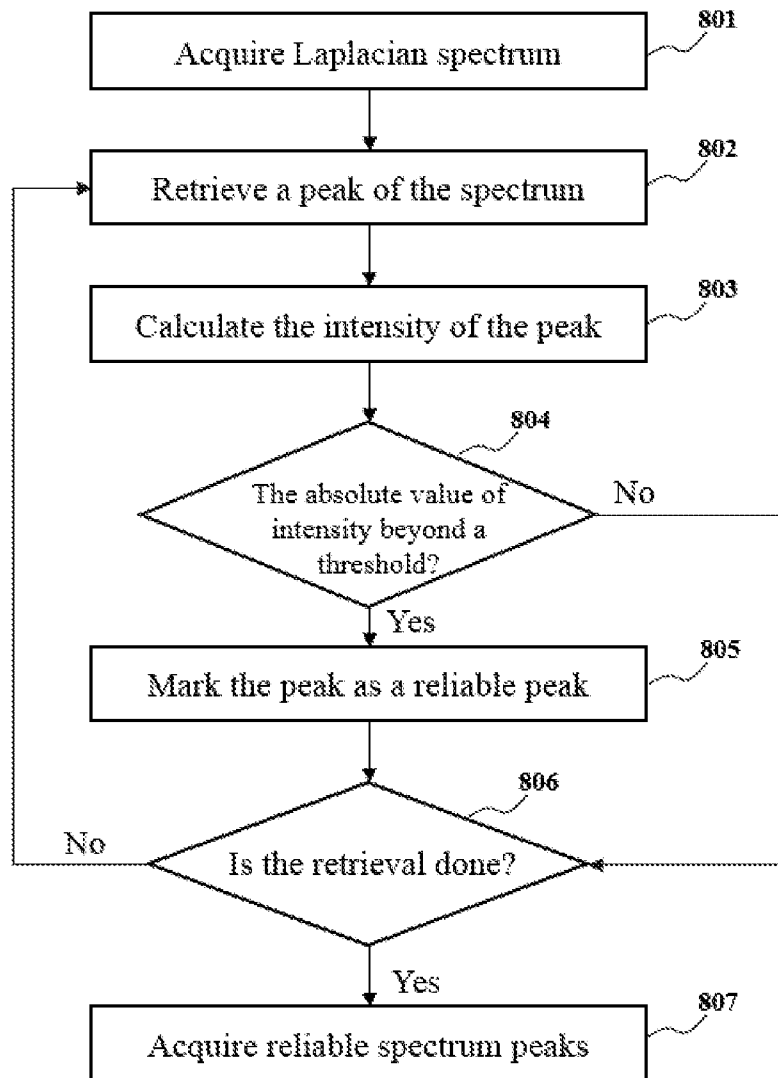 801
Acquire Laplacian spectrum
802
Retrieve a peak of the spectrum
803
Calculate the intensity of the peak
804
The absolute value of
intensity beyond a
threshold?
No
Yes
805
Mark the peak as a reliable peak
806
No
Is the retrieval done?
Yes
807
Acquire reliable spectrum peaks